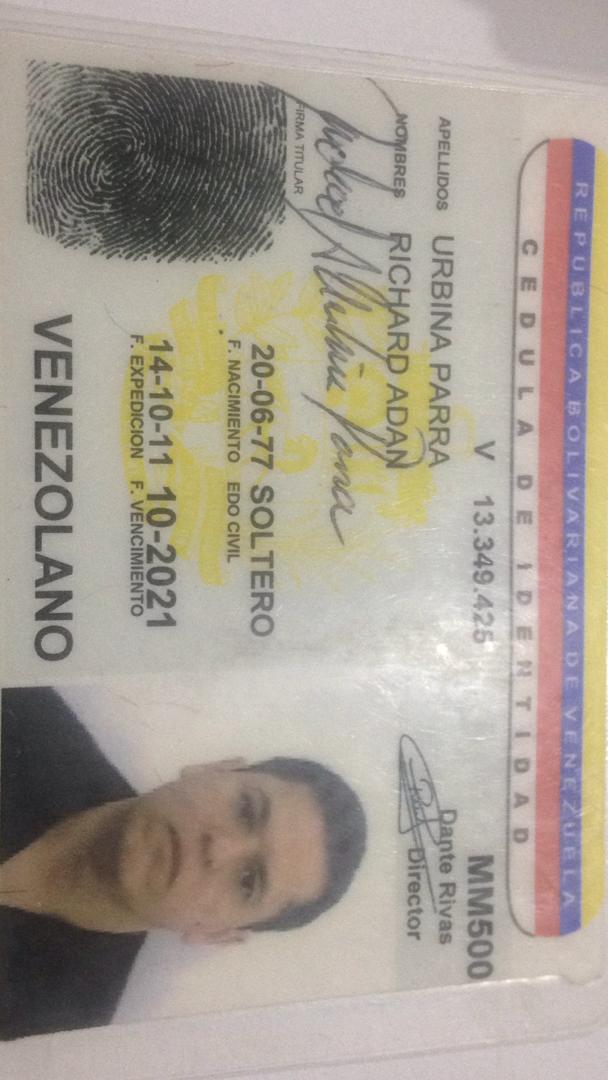 REPUBLICA BOLIVARIANA DE VENEZUELA
CEDULA DE IDENTIDAD
V 13.349.425 MM500
APELLIDOS URBINA PARRA
Dante Rivas
NOMBRES RICHARD ADAN
Director
FIRMA TITULAR
20-06-77 SOLTERO
F. NACIMIENTO EDO CIVIL
14-10-11 10-2021
F. EXPEDICION F. VENCIMIENTO
VENEZOLANO